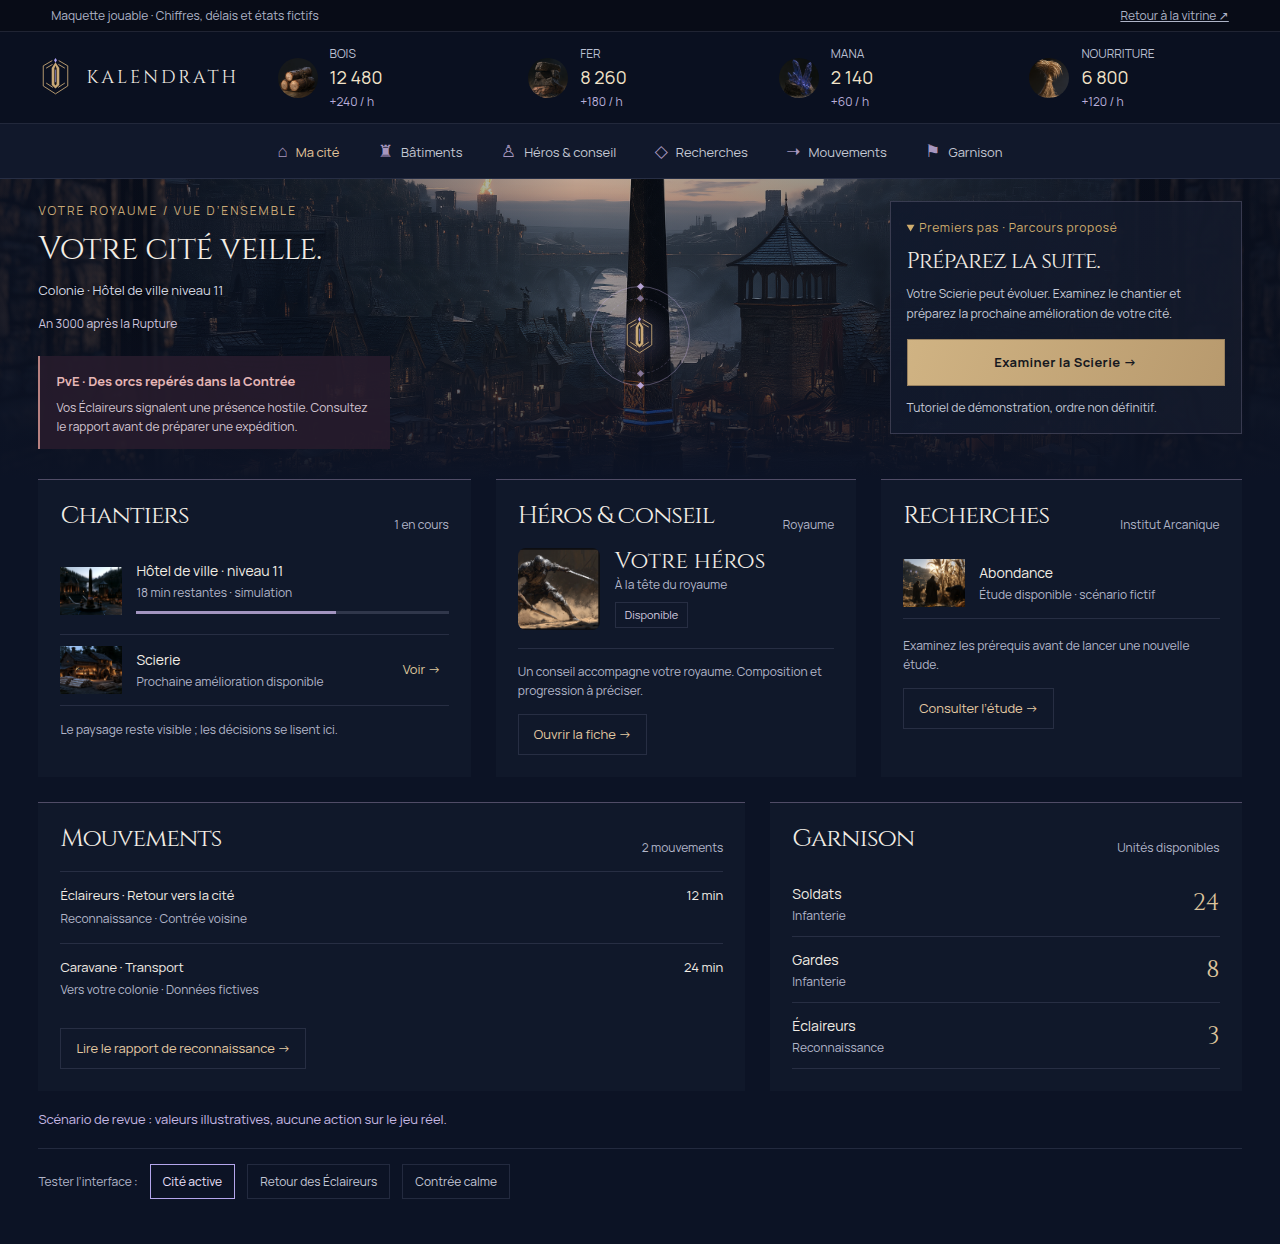 Maquette jouable · Chiffres, délais et états fictifs
Retour à la vitrine ↗
KALENDRATH
BOIS
12 480
+240 / h
FER
8 260
+180 / h
MANA
2 140
+60 / h
NOURRITURE
6 800
+120 / h
Ma cité
Bâtiments
Héros & conseil
Recherches
Mouvements
Garnison
VOTRE ROYAUME / VUE D'ENSEMBLE
Votre cité veille.
Colonie · Hôtel de ville niveau 11
An 3000 après la Rupture
PvE · Des orcs repérés dans la Contrée
Vos Éclaireurs signalent une présence hostile. Consultez
le rapport avant de préparer une expédition.
▼ Premiers pas · Parcours proposé
Préparez la suite.
Votre Scierie peut évoluer. Examinez le chantier et
préparez la prochaine amélioration de votre cité.
Examiner la Scierie →
Tutoriel de démonstration, ordre non définitif.
Chantiers
1 en cours
Hôtel de ville · niveau 11
18 min restantes · simulation
Scierie
Prochaine amélioration disponible
Voir →
Le paysage reste visible ; les décisions se lisent ici.
Héros & conseil
Royaume
Votre héros
À la tête du royaume
Disponible
Un conseil accompagne votre royaume. Composition et
progression à préciser.
Ouvrir la fiche →
Recherches
Institut Arcanique
Abondance
Étude disponible · scénario fictif
Examinez les prérequis avant de lancer une nouvelle
étude.
Consulter l'étude →
Mouvements
2 mouvements
Éclaireurs · Retour vers la cité
12 min
Reconnaissance · Contrée voisine
Caravane · Transport
24 min
Vers votre colonie · Données fictives
Lire le rapport de reconnaissance →
Garnison
Unités disponibles
Soldats
Infanterie
24
Gardes
Infanterie
8
Éclaireurs
Reconnaissance
3
Scénario de revue : valeurs illustratives, aucune action sur le jeu réel.
Tester l'interface :
Cité active
Retour des Éclaireurs
Contrée calme